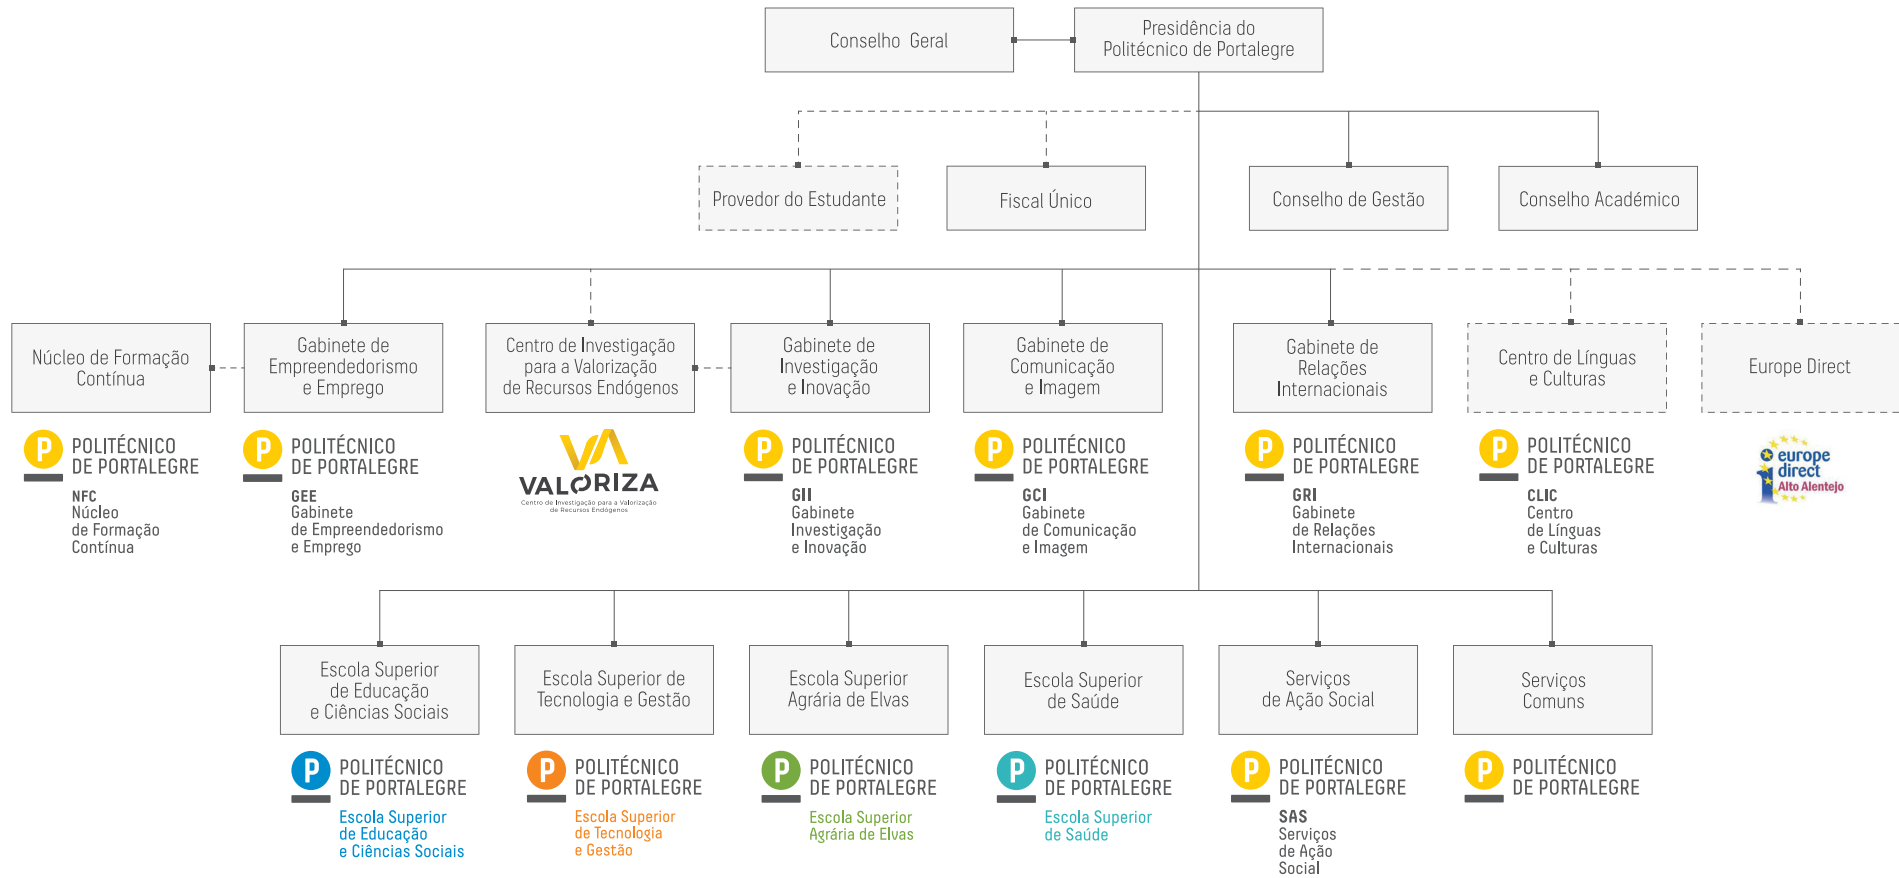 Conselho Geral
Presidência do
Politécnico de Portalegre
Provedor do Estudante
Fiscal Único
Conselho de Gestão
Conselho Académico
Núcleo de Formação
Contínua
Gabinete de
Empreendedorismo
e Emprego
Centro de Investigação
para a Valorização
de Recursos Endógenos
Gabinete de
Investigação
e Inovação
Gabinete de
Comunicação
e Imagem
Gabinete de
Relações
Internacionais
Centro de Línguas
e Culturas
Europe Direct
P POLITÉCNICO
DE PORTALEGRE
NFC
Núcleo
de Formação
Contínua
P POLITÉCNICO
DE PORTALEGRE
GEE
Gabinete
de Empreendedorismo
e Emprego
VALORIZA
Centro de Investigação para a Valorização
de Recursos Endógenos
P POLITÉCNICO
DE PORTALEGRE
GII
Gabinete
Investigação
e Inovação
P POLITÉCNICO
DE PORTALEGRE
GCI
Gabinete
de Comunicação
e Imagem
P POLITÉCNICO
DE PORTALEGRE
GRI
Gabinete
de Relações
Internacionais
P POLITÉCNICO
DE PORTALEGRE
CLIC
Centro
de Línguas
e Culturas
europe
direct
Alto Alentejo
Escola Superior
de Educação
e Ciências Sociais
Escola Superior de
Tecnologia e Gestão
Escola Superior
Agrária de Elvas
Escola Superior
de Saúde
Serviços
de Ação Social
Serviços
Comuns
P POLITÉCNICO
DE PORTALEGRE
Escola Superior
de Educação
e Ciências Sociais
P POLITÉCNICO
DE PORTALEGRE
Escola Superior
de Tecnologia
e Gestão
P POLITÉCNICO
DE PORTALEGRE
Escola Superior
Agrária de Elvas
P POLITÉCNICO
DE PORTALEGRE
Escola Superior
de Saúde
P POLITÉCNICO
DE PORTALEGRE
SAS
Serviços
de Ação
Social
P POLITÉCNICO
DE PORTALEGRE